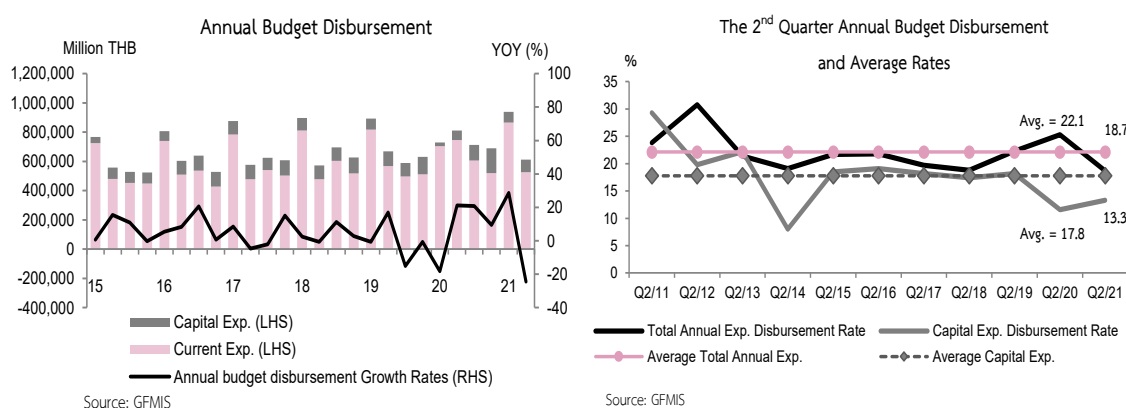 Annual Budget Disbursement
Million THB
YOY (%)
1,200,000
1,000,000
800,000
600,000
400,000
200,000
0
-200,000
-400,000
100
80
60
40
20
0
-20
-40
15
16
17
18
19
20
21
Capital Exp. (LHS)
Current Exp. (LHS)
Annual budget disbursement Growth Rates (RHS)
Source: GFMIS
The 2nd Quarter Annual Budget Disbursement
and Average Rates
%
35
30
25
20
15
10
5
0
Avg. = 22.1
18.7
13.3
Avg. = 17.8
Q2/11 Q2/12 Q2/13 Q2/14 Q2/15 Q2/16 Q2/17 Q2/18 Q2/19 Q2/20 Q2/21
Total Annual Exp. Disbursement Rate
Capital Exp. Disbursement Rate
Average Total Annual Exp.
Average Capital Exp.
Source: GFMIS